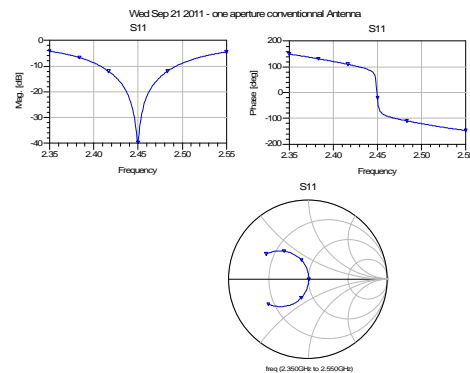 Wed Sep 21 2011 - one aperture conventionnal Antenna
S11
0
-10
-20
-30
-40
Mag. [dB]
2.35
2.40
2.45
2.50
2.55
Frequency
S11
200
100
0
-100
-200
Phase [deg]
2.35
2.40
2.45
2.50
2.5
Frequency
S11
freq (2.350GHz to 2.550GHz)